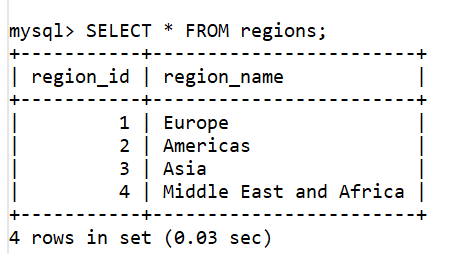 mysql> SELECT * FROM regions;
+-----------+------------------------+
| region_id | region_name            |
+-----------+------------------------+
|         1 | Europe                 |
|         2 | Americas               |
|         3 | Asia                   |
|         4 | Middle East and Africa |
+-----------+------------------------+
4 rows in set (0.03 sec)